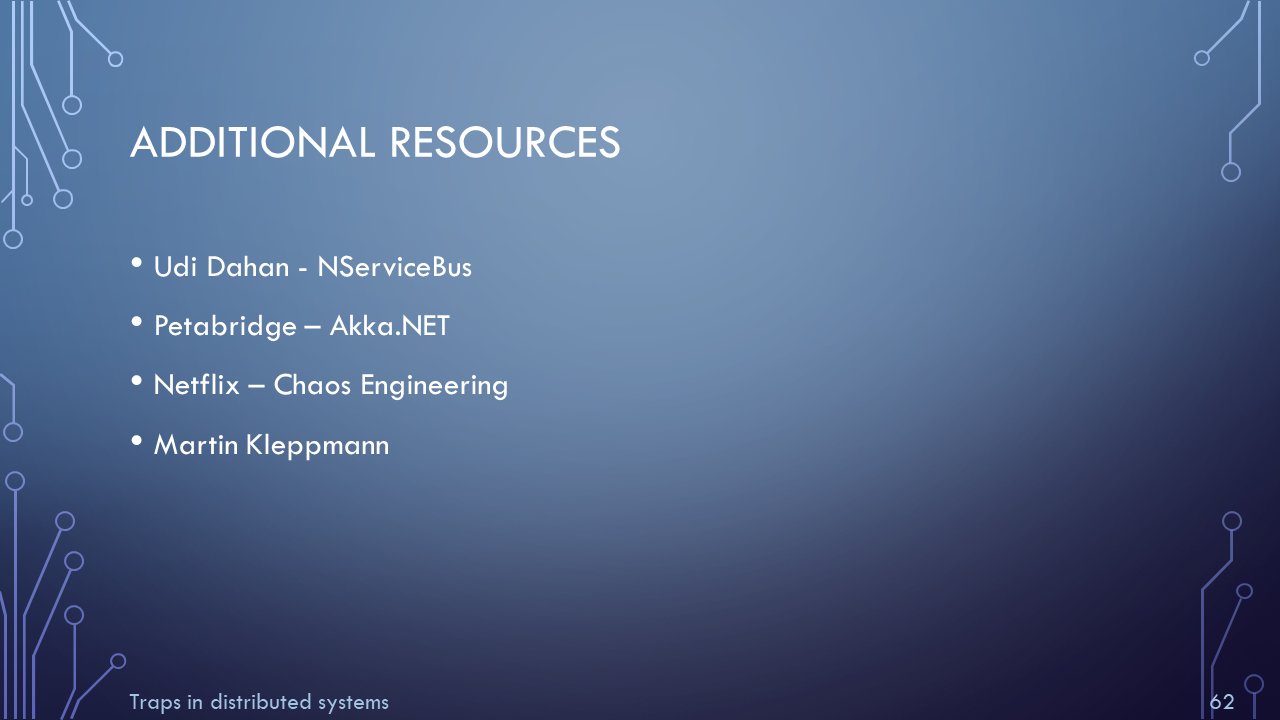 ADDITIONAL RESOURCES
• Udi Dahan - NServiceBus
• Petabridge – Akka.NET
• Netflix – Chaos Engineering
• Martin Kleppmann
Traps in distributed systems
62